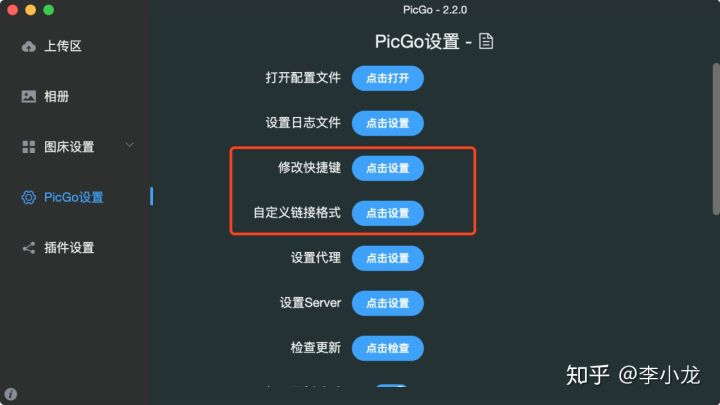 PicGo - 2.2.0
上传区
相册
图床设置
PicGo设置
插件设置
PicGo设置 -
打开配置文件 点击打开
设置日志文件 点击设置
修改快捷键 点击设置
自定义链接格式 点击设置
设置代理 点击设置
设置Server 点击设置
检查更新 点击检查
知乎 @李小龙